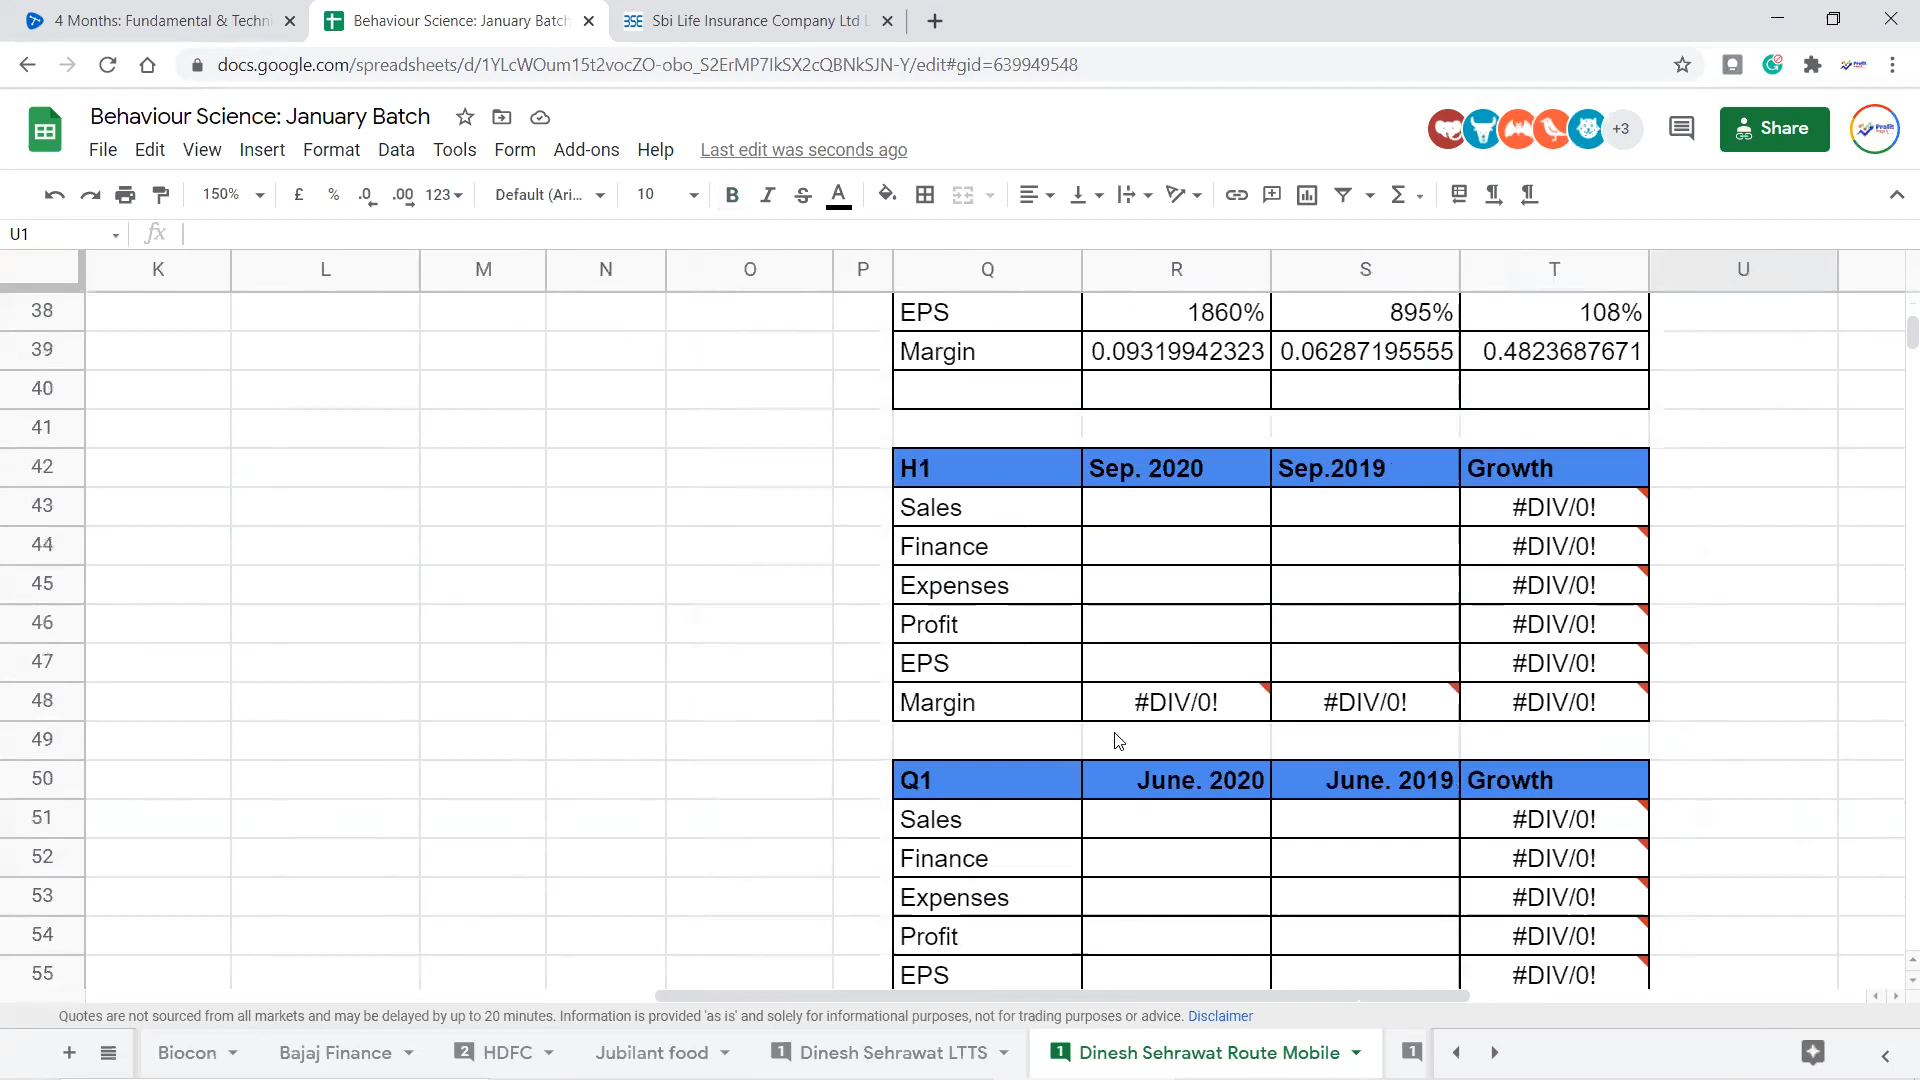 4 Months: Fundamental & Techni
Behaviour Science: January Batch
Sbi Life Insurance Company Ltd L
docs.google.com/spreadsheets/d/1YLcWOum15t2vocZO-obo_S2ErMP7IkSX2cQBNkSJN-Y/edit#gid=639949548
Behaviour Science: January Batch
+3
Share
File Edit View Insert Format Data Tools Form Add-ons Help Last edit was seconds ago
150% £ % .0 .00 123 Default (Ari... 10 B I S A Σ
U1 fx
K L M N O P Q R S T U
38 EPS 1860% 895% 108%
39 Margin 0.09319942323 0.06287195555 0.4823687671
40
41
42 H1 Sep. 2020 Sep.2019 Growth
43 Sales #DIV/0!
44 Finance #DIV/0!
45 Expenses #DIV/0!
46 Profit #DIV/0!
47 EPS #DIV/0!
48 Margin #DIV/0! #DIV/0! #DIV/0!
49
50 Q1 June. 2020 June. 2019 Growth
51 Sales #DIV/0!
52 Finance #DIV/0!
53 Expenses #DIV/0!
54 Profit #DIV/0!
55 EPS #DIV/0!
Quotes are not sourced from all markets and may be delayed by up to 20 minutes. Information is provided 'as is' and solely for informational purposes, not for trading purposes or advice. Disclaimer
Biocon Bajaj Finance 2 HDFC Jubilant food 1 Dinesh Sehrawat LTTS 1 Dinesh Sehrawat Route Mobile 1